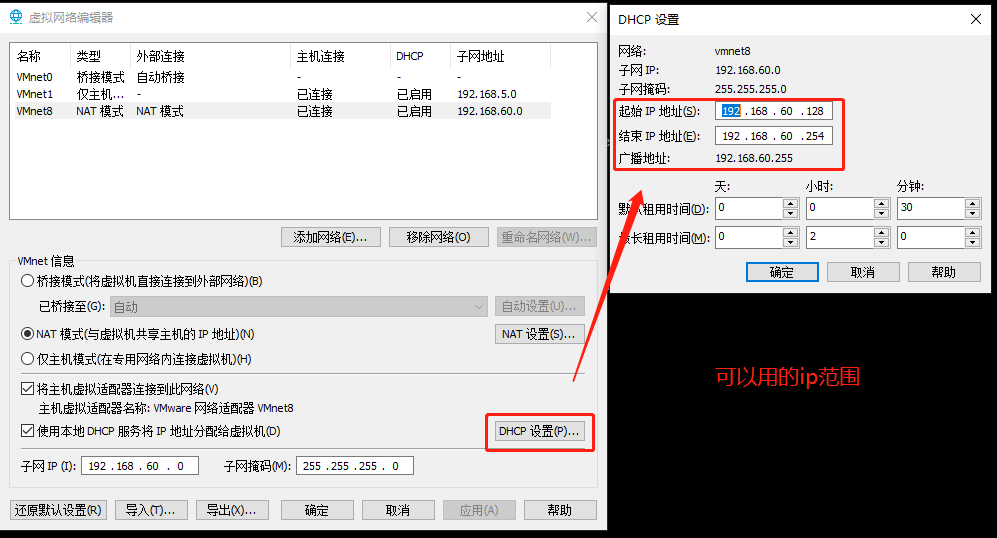 虚拟网络编辑器
名称 类型 外部连接 主机连接 DHCP 子网地址
VMnet0 桥接模式 自动桥接 - - -
VMnet1 仅主机... - 已连接 已启用 192.168.5.0
VMnet8 NAT 模式 NAT 模式 已连接 已启用 192.168.60.0
添加网络(E)... 移除网络(O) 重命名网络(W)...
VMnet 信息
桥接模式(将虚拟机直接连接到外部网络)(B)
已桥接至(G): 自动 自动设置(U)...
NAT 模式(与虚拟机共享主机的 IP 地址)(N) NAT 设置(S)...
仅主机模式(在专用网络内连接虚拟机)(H)
将主机虚拟适配器连接到此网络(V)
主机虚拟适配器名称: VMware 网络适配器 VMnet8
使用本地 DHCP 服务将 IP 地址分配给虚拟机(D) DHCP 设置(P)...
子网 IP (I): 192 . 168 . 60 . 0 子网掩码(M): 255 . 255 . 255 . 0
还原默认设置(R) 导入(T)... 导出(X)... 确定 取消 应用(A) 帮助
DHCP 设置
网络: vmnet8
子网 IP: 192.168.60.0
子网掩码: 255.255.255.0
起始 IP 地址(S): 192 . 168 . 60 . 128
结束 IP 地址(E): 192 . 168 . 60 . 254
广播地址: 192.168.60.255
天: 小时: 分钟:
默认租用时间(D): 0 0 30
最长租用时间(M): 0 2 0
确定 取消 帮助
可以用的ip范围